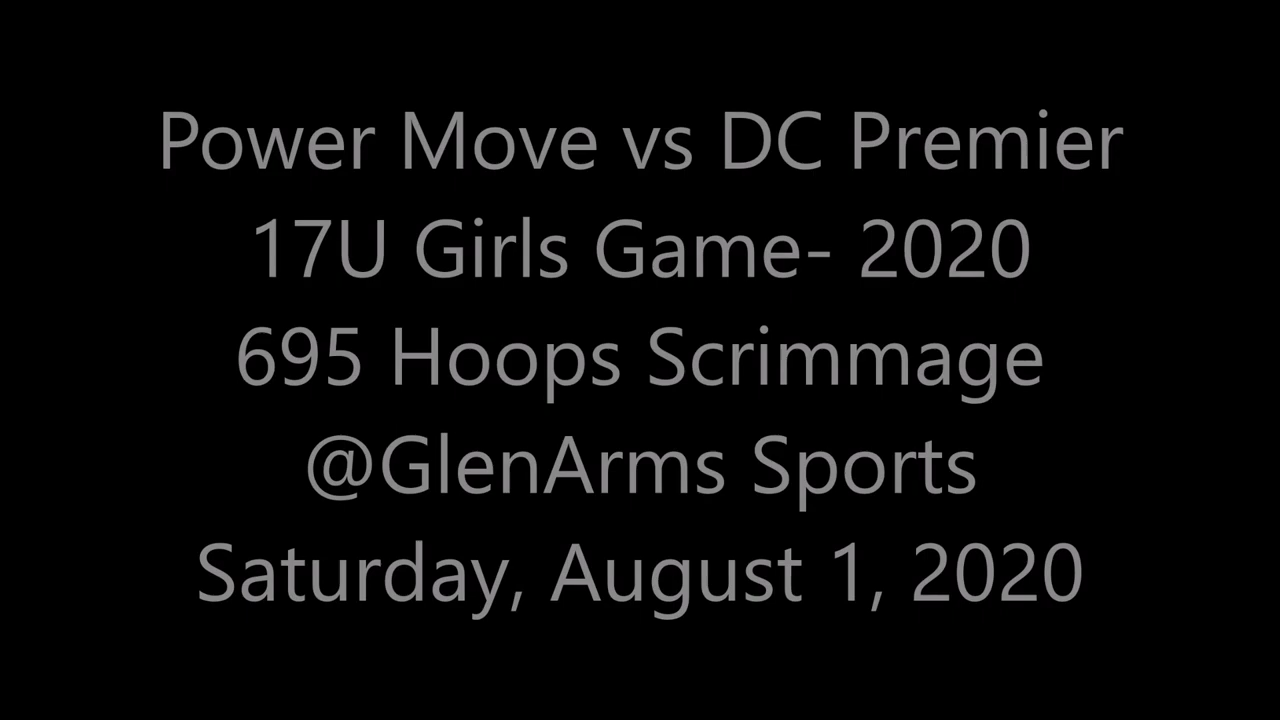 Power Move vs DC Premier
17U Girls Game- 2020
695 Hoops Scrimmage
@GlenArms Sports
Saturday, August 1, 2020